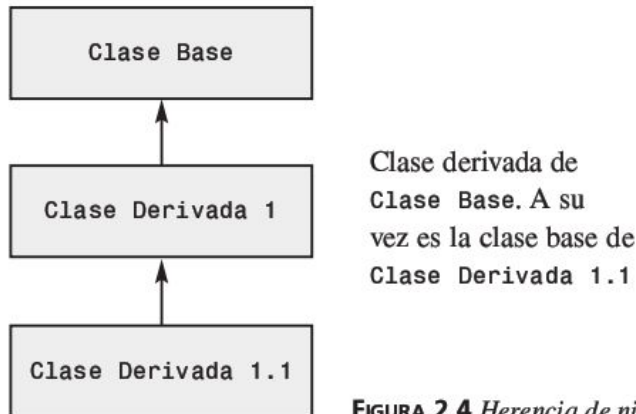 Clase Base
Clase Derivada 1
Clase derivada de
Clase Base. A su
vez es la clase base de
Clase Derivada 1.1
Clase Derivada 1.1
FIGURA 2.4 Herencia de